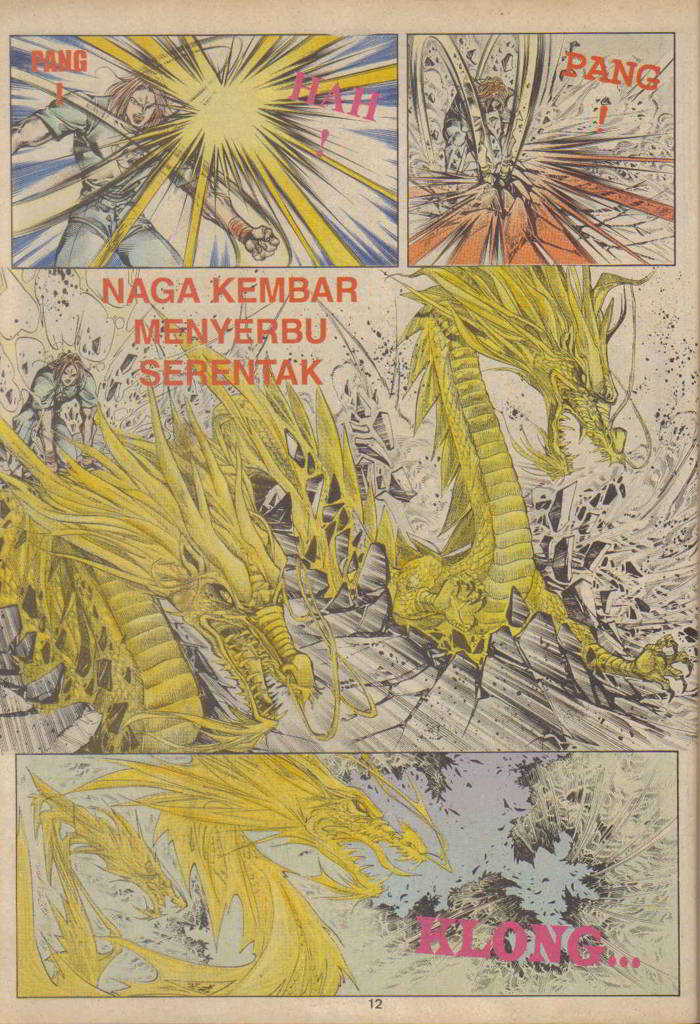 PANG
!
HAH
!
PANG
!
NAGA KEMBAR
MENYERBU
SERENTAK
KLONG...
12